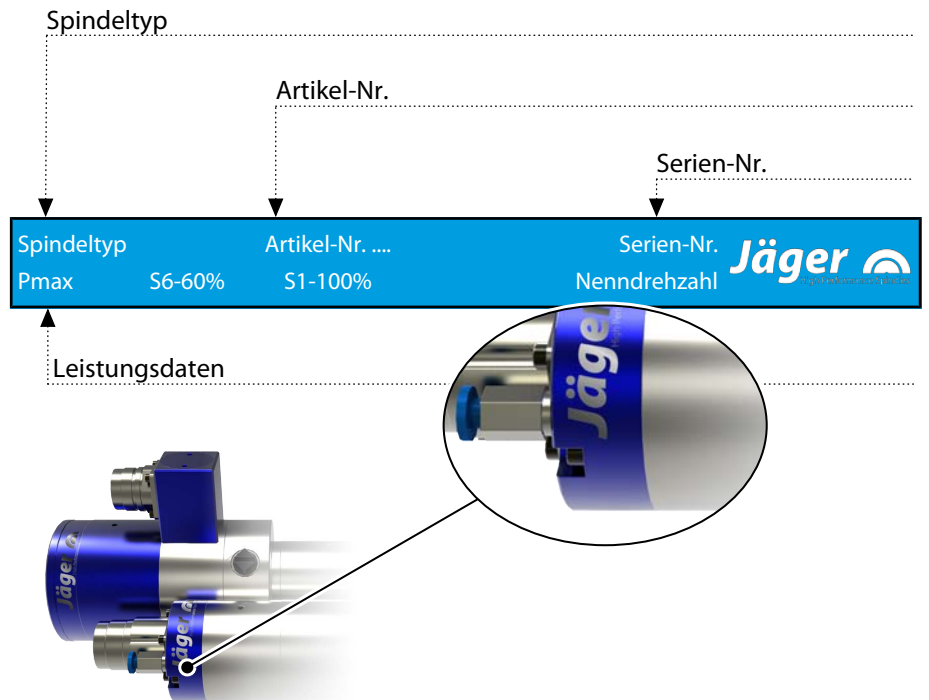 Spindeltyp
Artikel-Nr.
Serien-Nr.
Spindeltyp Artikel-Nr. .... Serien-Nr.
Pmax S6-60% S1-100% Nenndrehzahl
Jäger
Leistungsdaten
Jäger
Jäger
Jäger